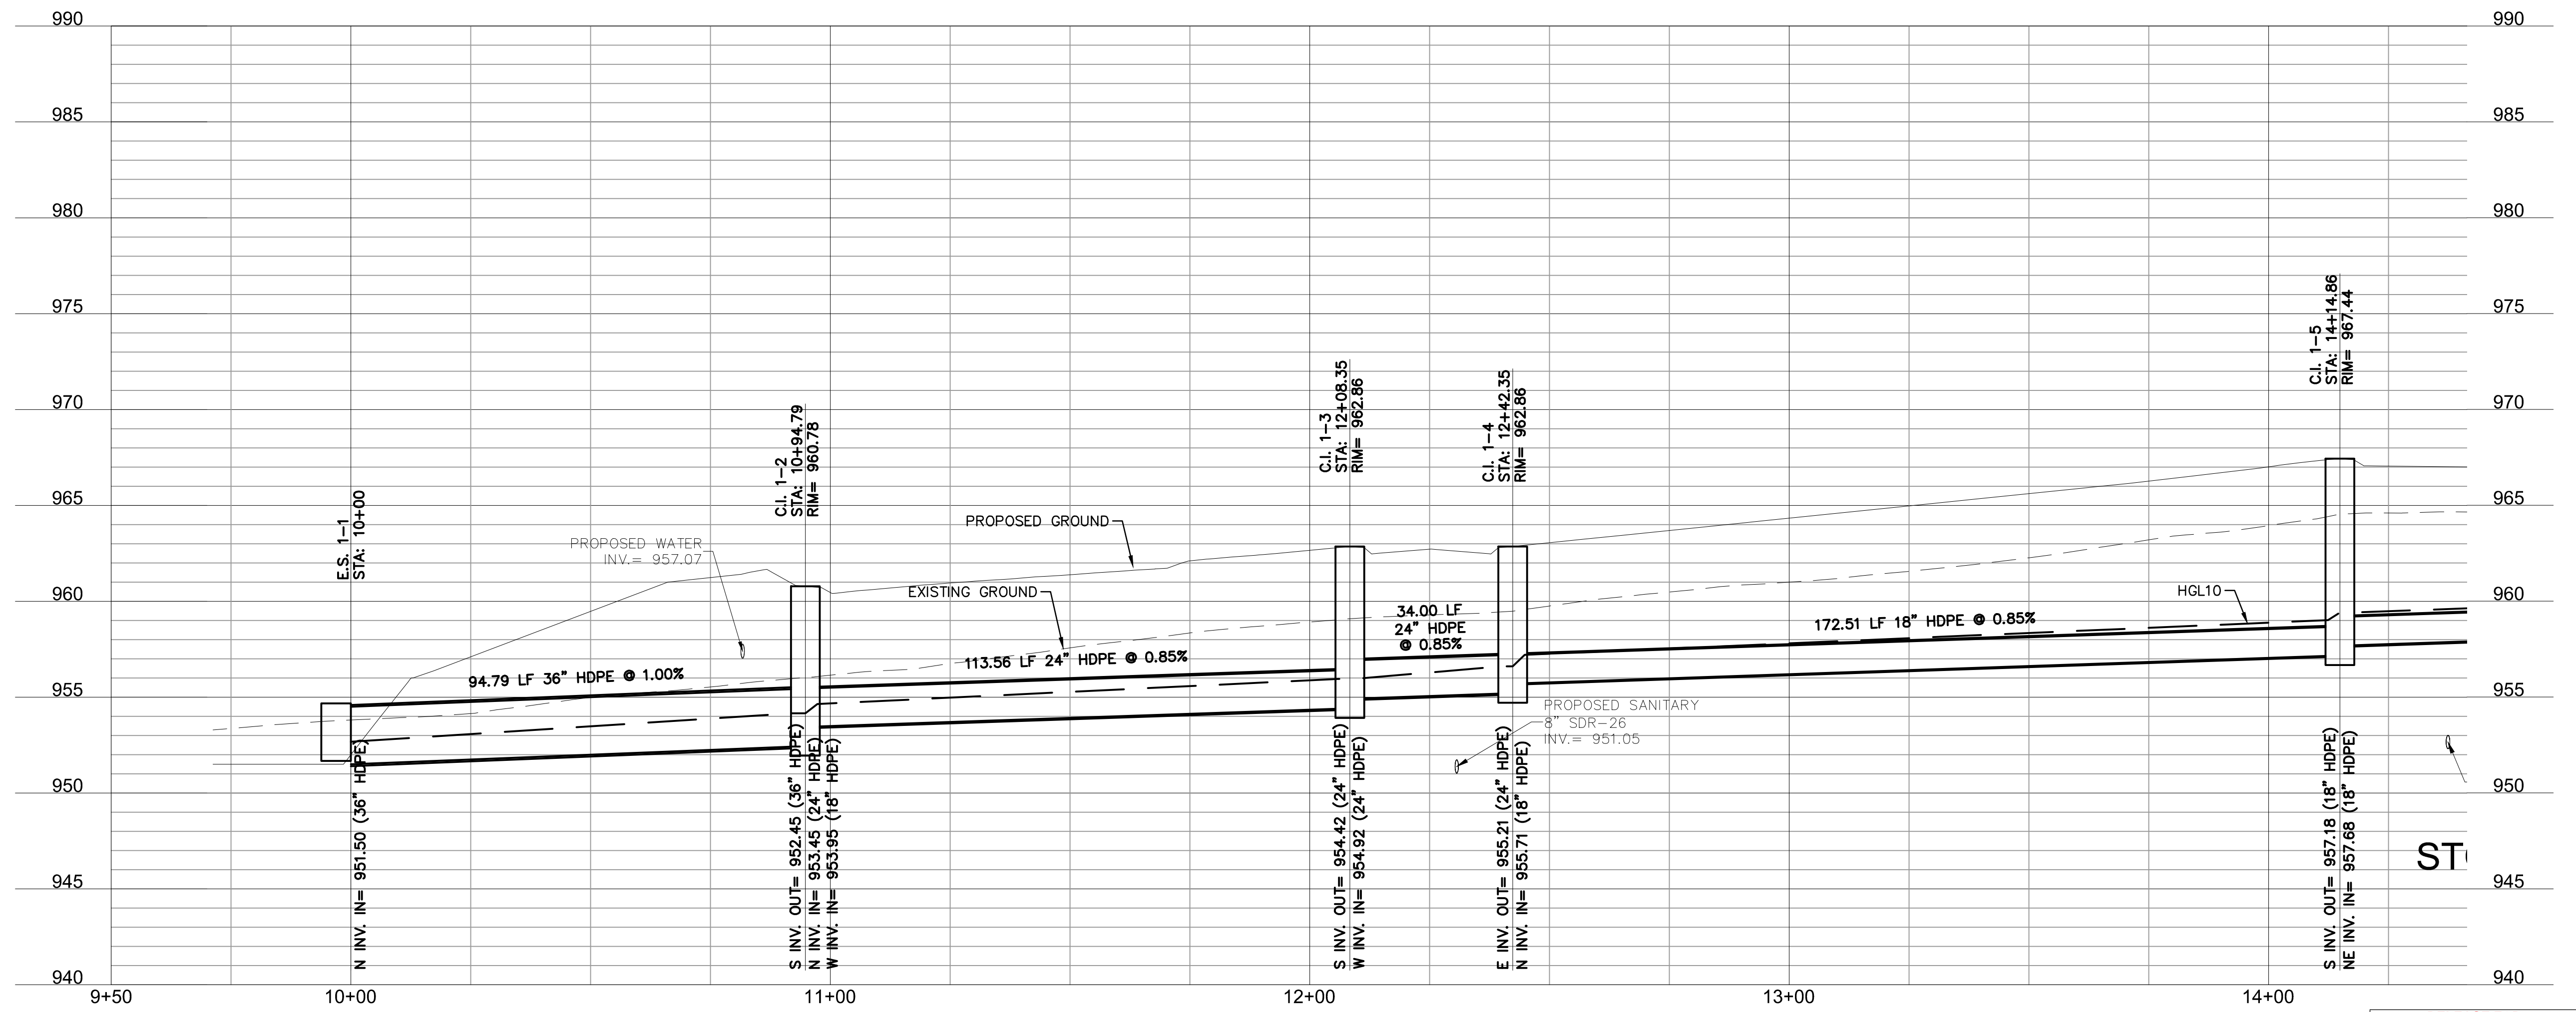 990
985
980
975
970
965
960
955
950
945
940
990
985
980
975
970
965
960
955
950
945
940
9+50
10+00
11+00
12+00
13+00
14+00
E.S. 1-1
STA: 10+00
N INV. IN= 951.50 (36" HDPE)
94.79 LF 36" HDPE @ 1.00%
PROPOSED WATER
INV.= 957.07
C.I. 1-2
STA: 10+94.79
RIM= 960.78
S INV. OUT= 952.45 (36" HDPE)
N INV. IN= 953.45 (24" HDPE)
W INV. IN= 953.95 (18" HDPE)
PROPOSED GROUND
EXISTING GROUND
113.56 LF 24" HDPE @ 0.85%
C.I. 1-3
STA: 12+08.35
RIM= 962.86
S INV. OUT= 954.42 (24" HDPE)
W INV. IN= 954.92 (24" HDPE)
34.00 LF
24" HDPE
@ 0.85%
C.I. 1-4
STA: 12+42.35
RIM= 962.86
E INV. OUT= 955.21 (24" HDPE)
N INV. IN= 955.71 (18" HDPE)
PROPOSED SANITARY
8" SDR-26
INV.= 951.05
172.51 LF 18" HDPE @ 0.85%
HGL10
C.I. 1-5
STA: 14+14.86
RIM= 967.44
S INV. OUT= 957.18 (18" HDPE)
NE INV. IN= 957.68 (18" HDPE)